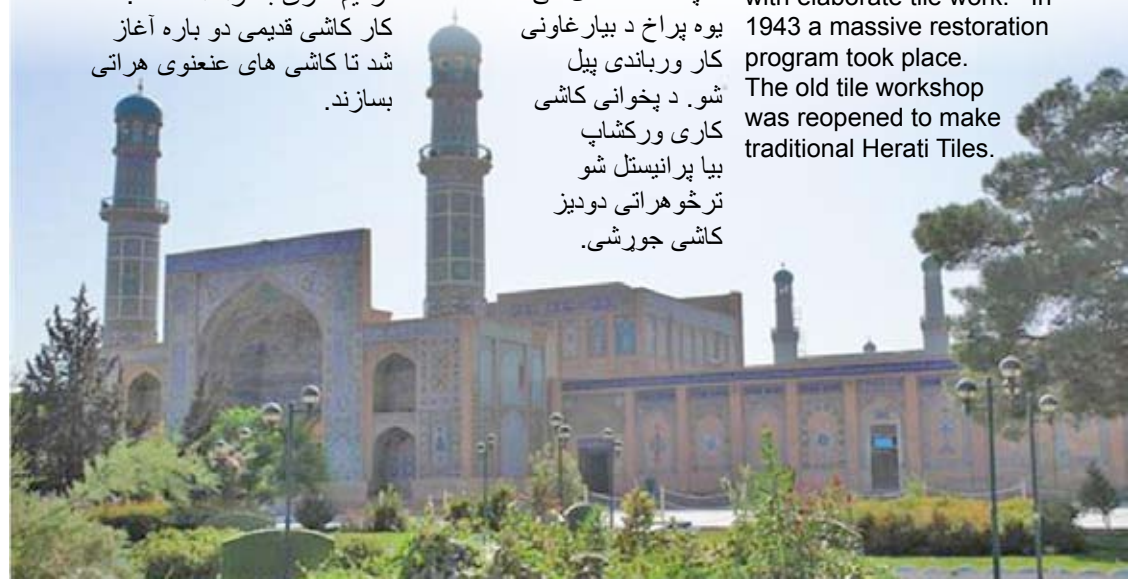 کار کاشی قدیمی دو باره آغاز
شد تا کاشی های عنعنوی هراتی
بسازند.
یوه پراخ د بیارغاونی
کار ورباندی پیل
شو. د پخوانی کاشی
کاری ورکشاپ
بیا پرانیستل شو
ترڅوهراتی دودیز
کاشی جوړشی.
with elaborate tile work. In
1943 a massive restoration
program took place.
The old tile workshop
was reopened to make
traditional Herati Tiles.